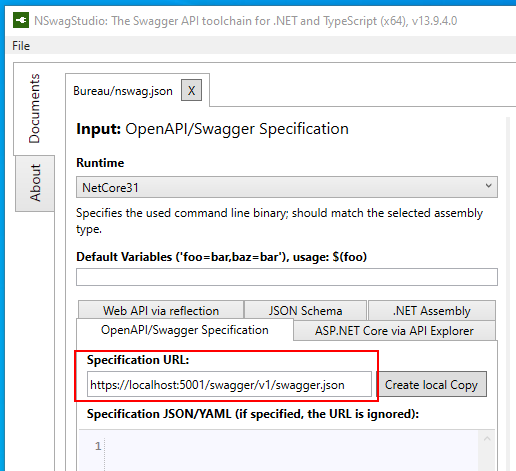 NSwagStudio: The Swagger API toolchain for .NET and TypeScript (x64), v13.9.4.0
File
Documents
About
Bureau/nswag.json X
Input: OpenAPI/Swagger Specification
Runtime
NetCore31
Specifies the used command line binary; should match the selected assembly
type.
Default Variables ('foo=bar,baz=bar'), usage: $(foo)
Web API via reflection JSON Schema .NET Assembly
OpenAPI/Swagger Specification ASP.NET Core via API Explorer
Specification URL:
https://localhost:5001/swagger/v1/swagger.json Create local Copy
Specification JSON/YAML (if specified, the URL is ignored):
1